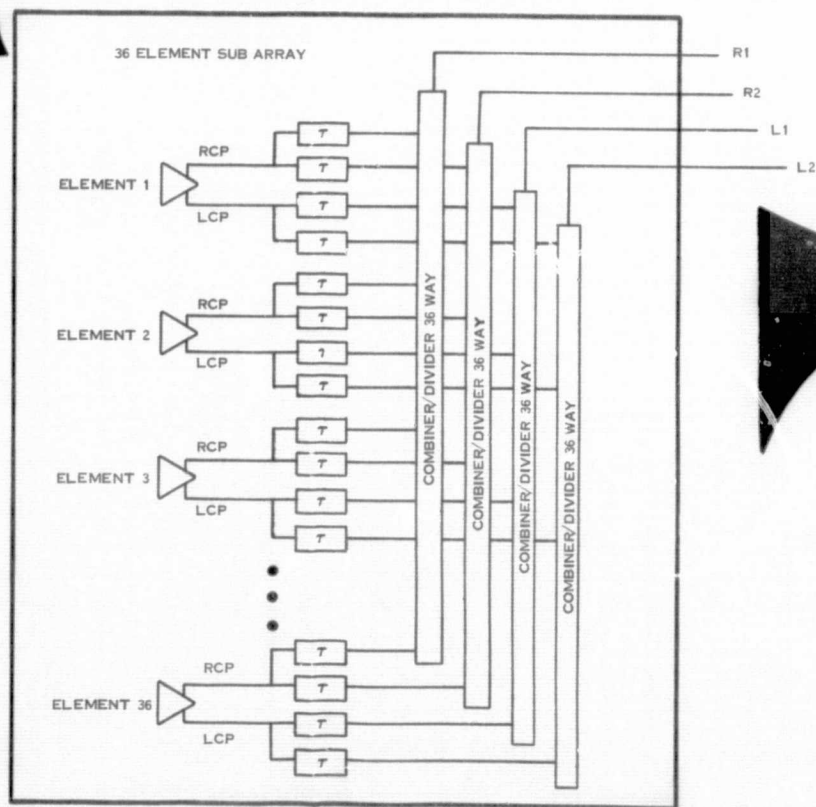 36 ELEMENT SUB ARRAY
R1
R2
L1
L2
RCP
ELEMENT 1
LCP
τ
τ
τ
τ
RCP
ELEMENT 2
LCP
τ
τ
τ
τ
RCP
ELEMENT 3
LCP
τ
τ
τ
τ
RCP
ELEMENT 36
LCP
τ
τ
τ
τ
COMBINER/DIVIDER 36 WAY
COMBINER/DIVIDER 36 WAY
COMBINER/DIVIDER 36 WAY
COMBINER/DIVIDER 36 WAY